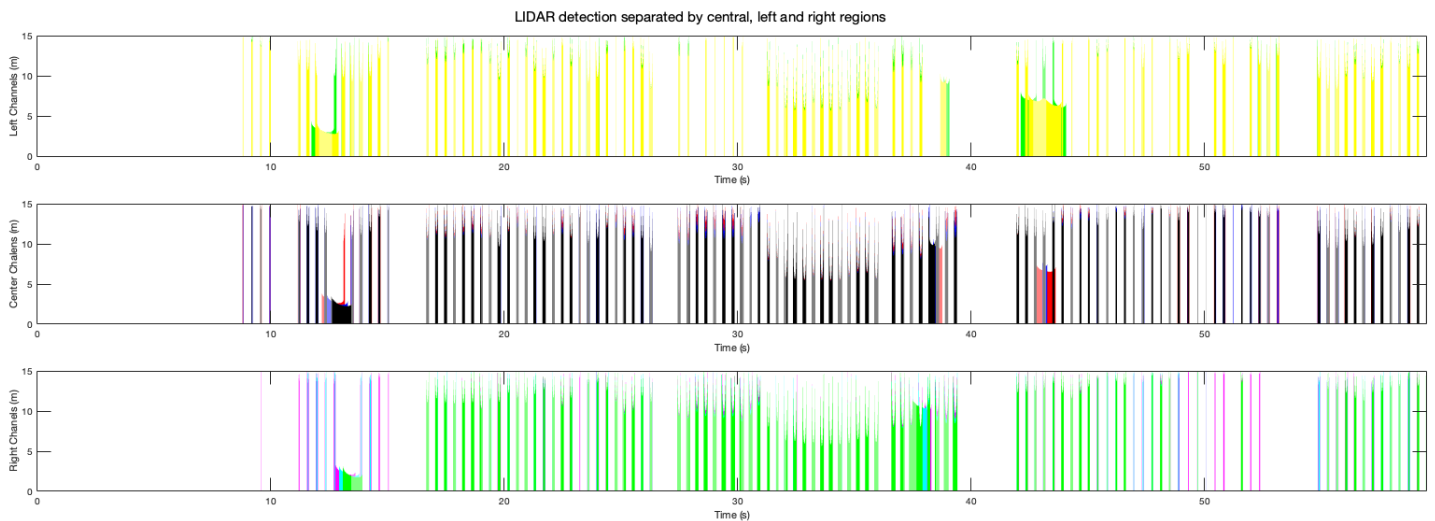 LIDAR detection separated by central, left and right regions
15
10
5
0
Left Channels (m)
10 20 30 40 50
Time (s)
15
10
5
0
Center Chalens (m)
0 10 20 30 40 50
Time (s)
15
10
5
0
Right Channels (m)
0 10 20 30 40 50
Time (s)